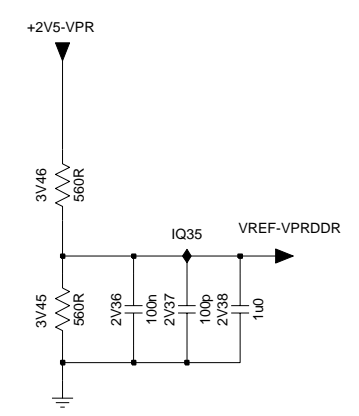 +2V5-VPR
3V46
560R
IQ35
VREF-VPRDDR
3V45
560R
2V36
100n
2V37
100p
2V38
1u0